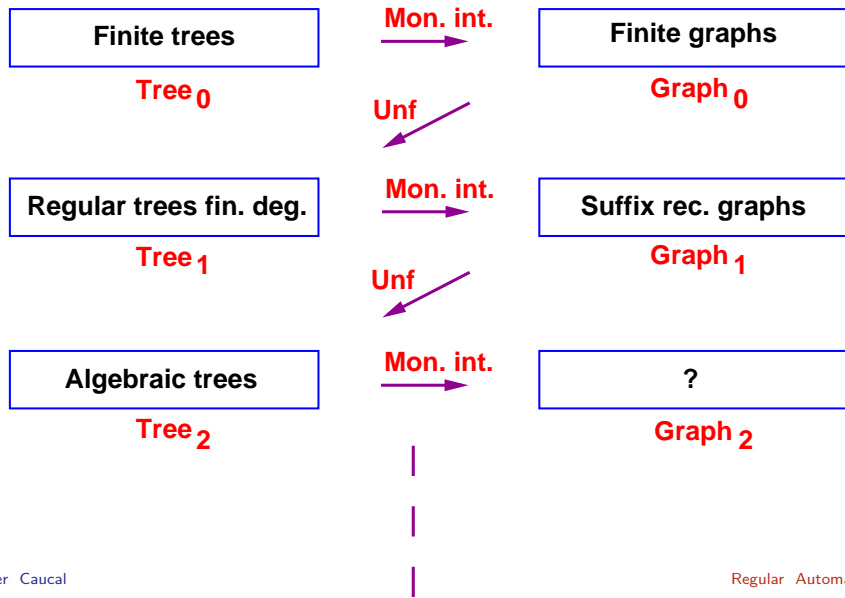 Mon. int.
Finite trees
Finite graphs
Tree 0
Graph 0
Unf
Mon. int.
Regular trees fin. deg.
Suffix rec. graphs
Tree 1
Graph 1
Unf
Mon. int.
Algebraic trees
?
Tree 2
Graph 2
Caucal
Regular